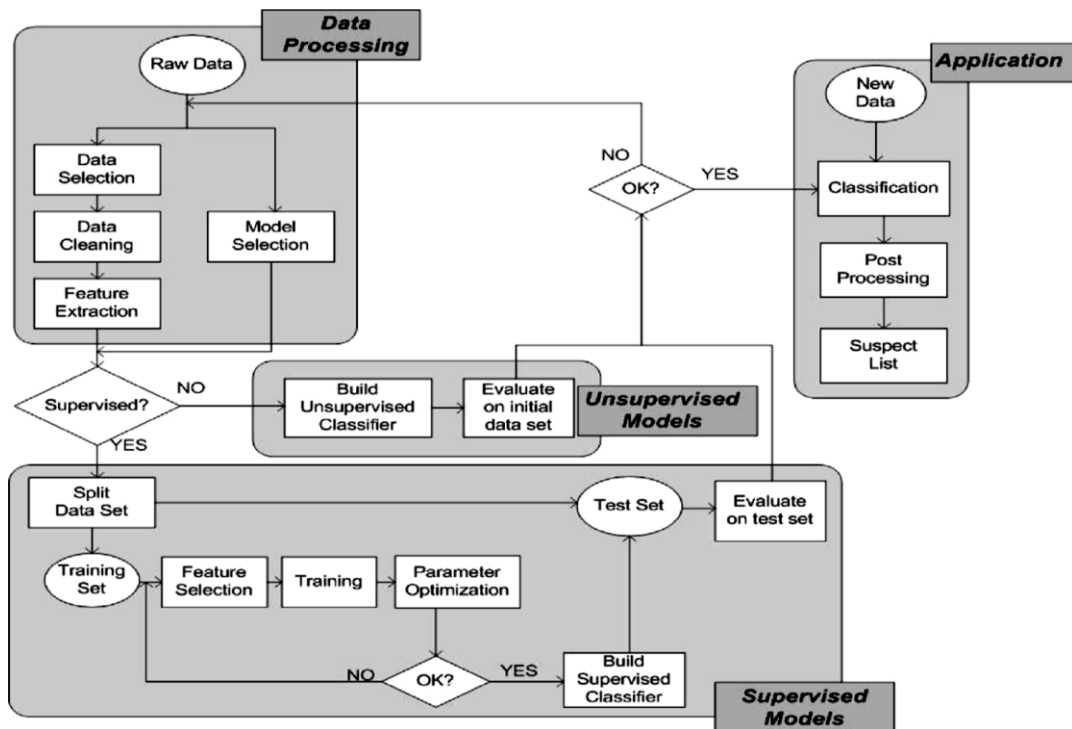 Data
Processing
Raw Data
Data
Selection
Data
Cleaning
Feature
Extraction
Model
Selection
NO
OK?
YES
Application
New
Data
Classification
Post
Processing
Suspect
List
Supervised?
NO
YES
Build
Unsupervised
Classifier
Evaluate
on initial
data set
Unsupervised
Models
Split
Data Set
Test Set
Evaluate
on test set
Training
Set
Feature
Selection
Training
Parameter
Optimization
NO
OK?
YES
Build
Supervised
Classifier
Supervised
Models